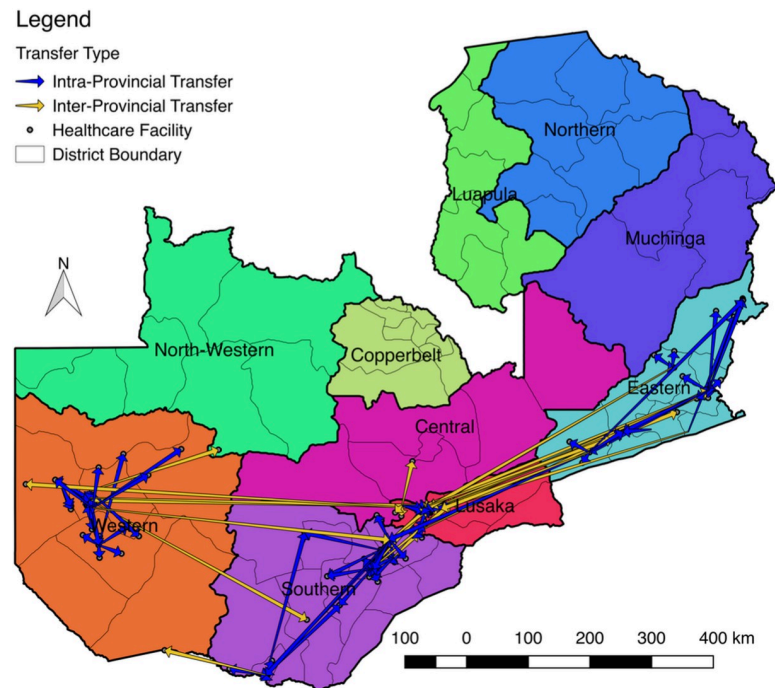 Legend
Transfer Type
Intra-Provincial Transfer
Inter-Provincial Transfer
Healthcare Facility
District Boundary
Northern
Luapula
Muchinga
N
North-Western
Copperbelt
Eastern
Central
Lusaka
Western
Southern
100 0 100 200 300 400 km